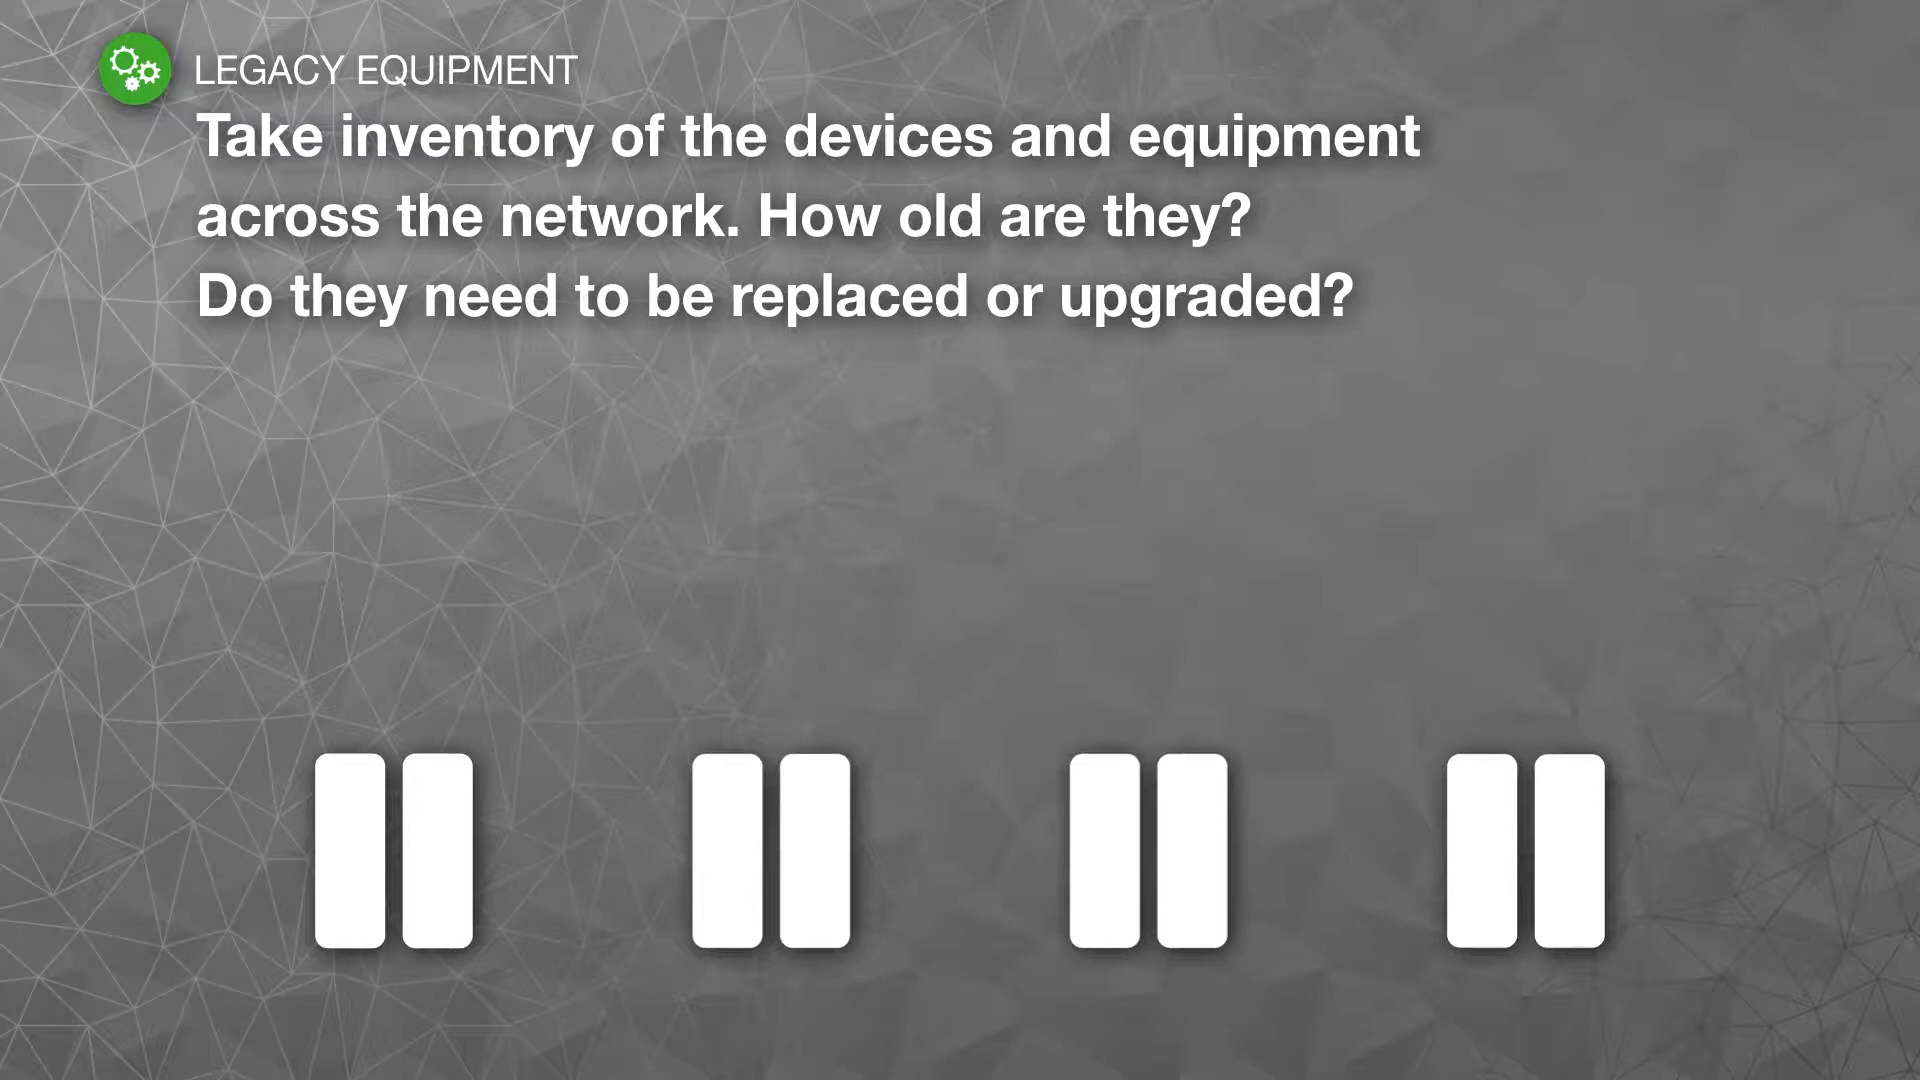 LEGACY EQUIPMENT
Take inventory of the devices and equipment
across the network. How old are they?
Do they need to be replaced or upgraded?